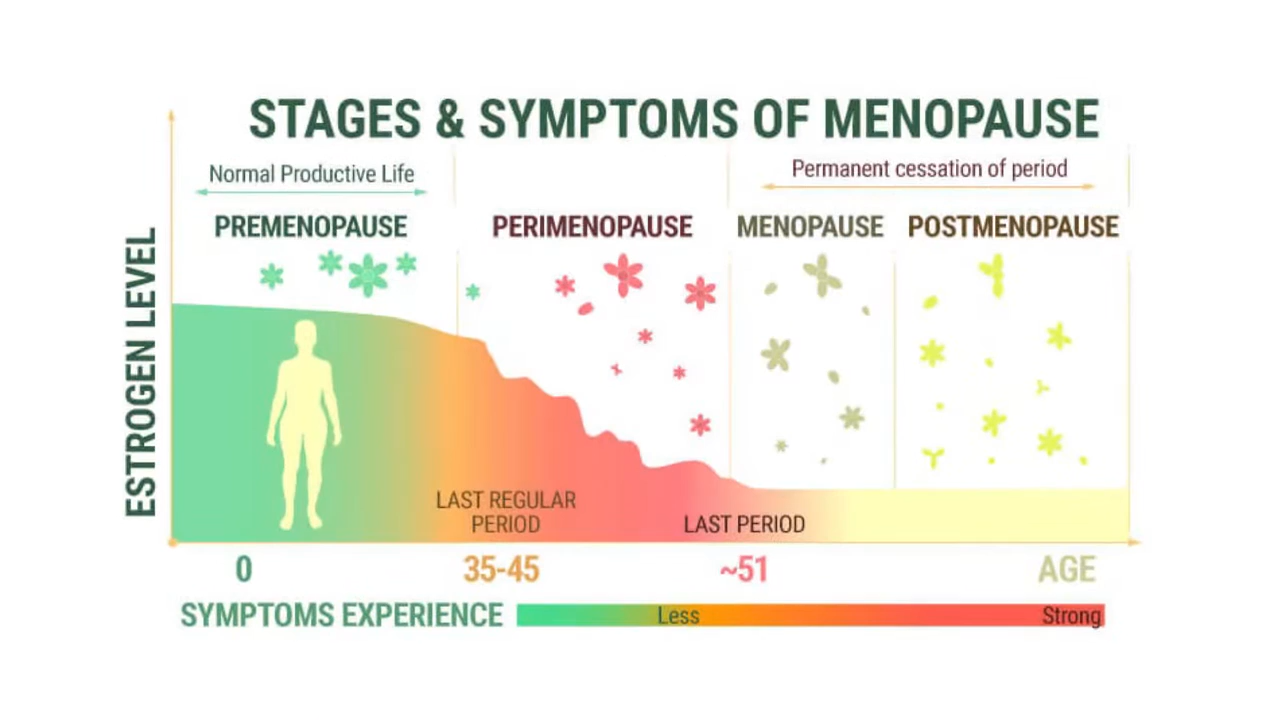 STAGES & SYMPTOMS OF MENOPAUSE
Normal Productive Life
Permanent cessation of period
PREMENOPAUSE
PERIMENOPAUSE
MENOPAUSE
POSTMENOPAUSE
ESTROGEN LEVEL
LAST REGULAR
PERIOD
LAST PERIOD
0
35-45
~51
AGE
SYMPTOMS EXPERIENCE
Less
Strong